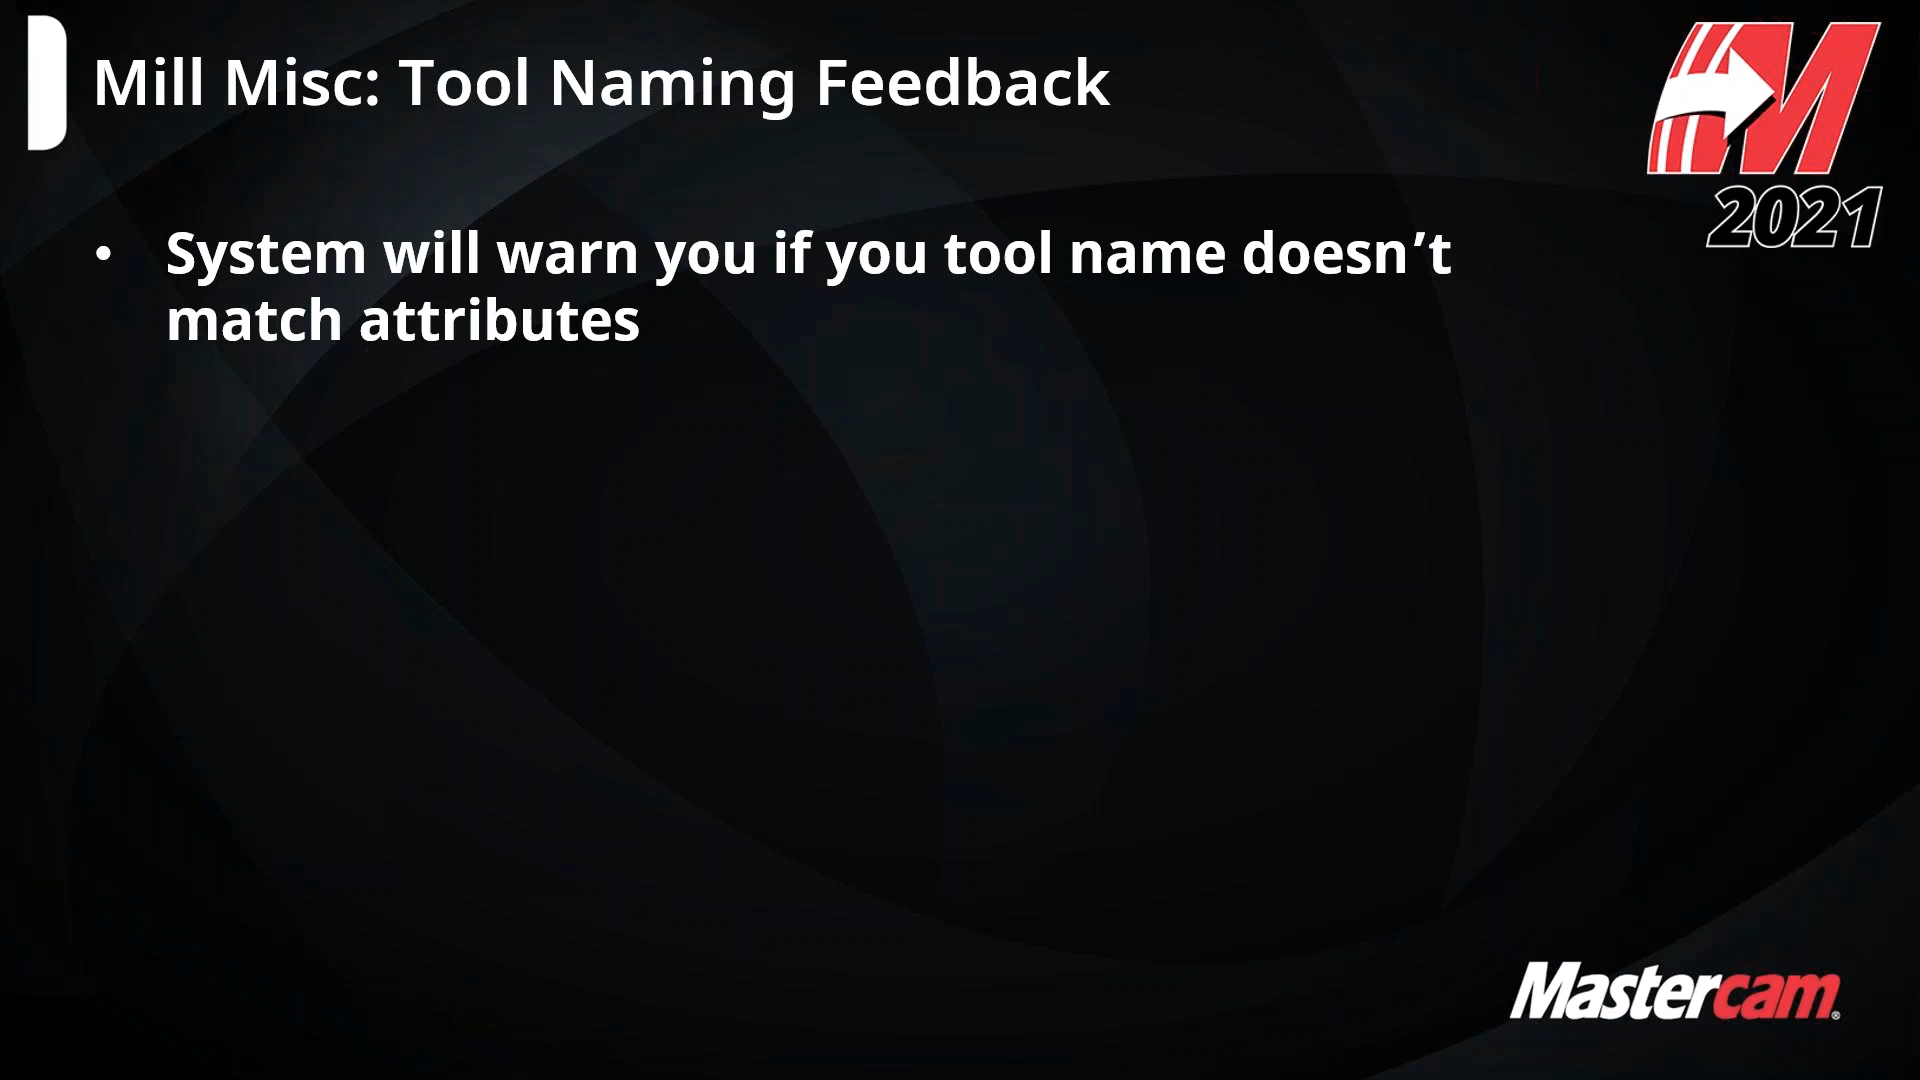 Mill Misc: Tool Naming Feedback
M
2021
• System will warn you if you tool name doesn’t
match attributes
Mastercam®